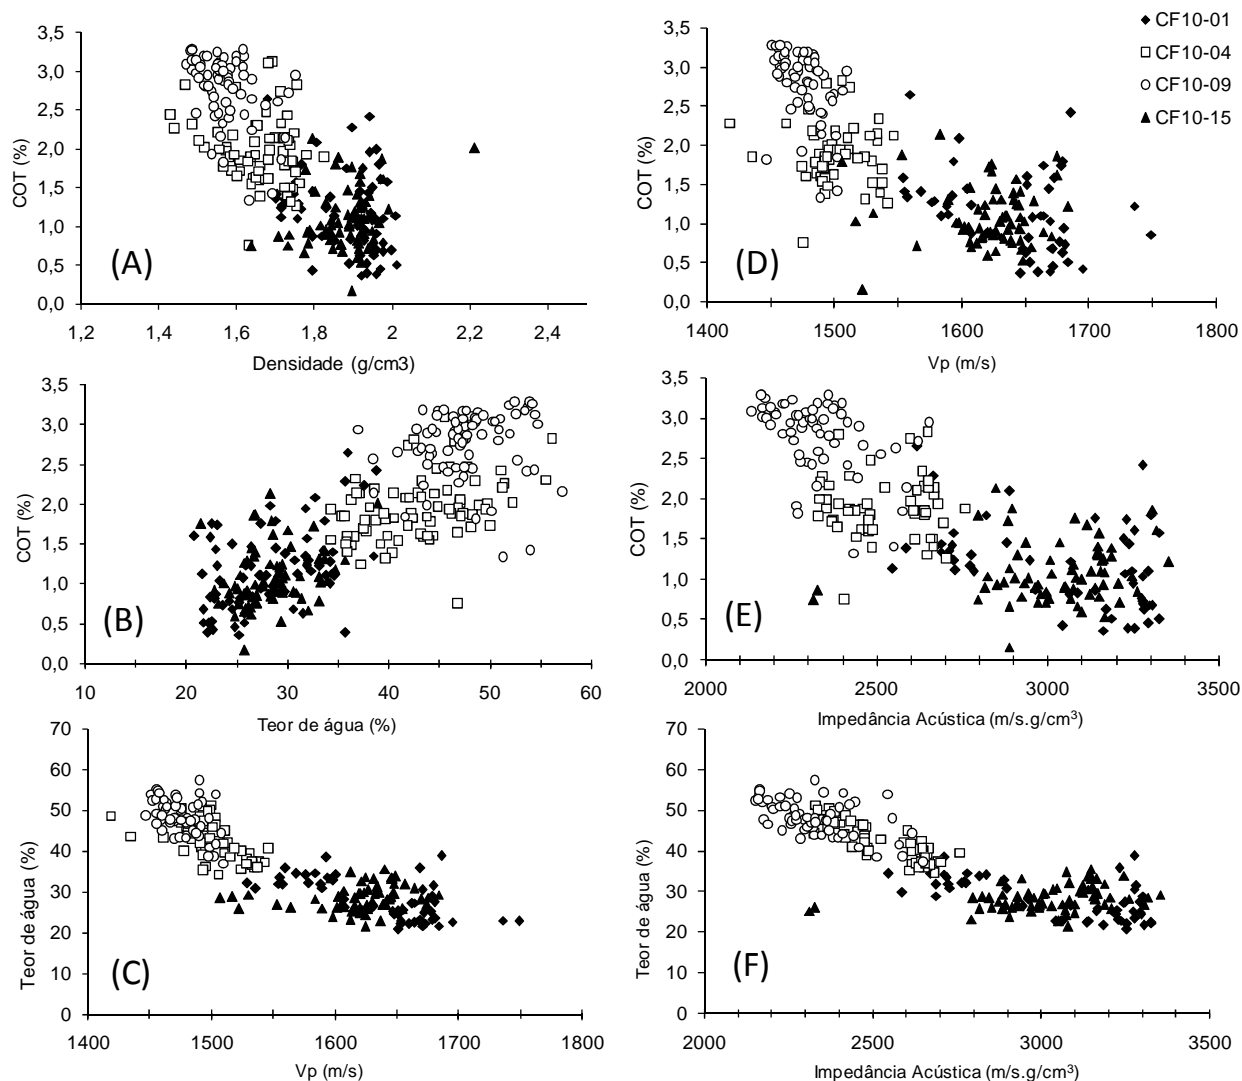 CF10-01
CF10-04
CF10-09
CF10-15
3,5
3,0
2,5
2,0
1,5
1,0
0,5
0,0
COT (%)
(A)
1,2 1,4 1,6 1,8 2 2,2 2,4
Densidade (g/cm3)
3,5
3,0
2,5
2,0
1,5
1,0
0,5
0,0
COT (%)
(D)
1400 1500 1600 1700 1800
Vp (m/s)
3,5
3,0
2,5
2,0
1,5
1,0
0,5
0,0
COT (%)
(B)
10 20 30 40 50 60
Teor de água (%)
3,5
3,0
2,5
2,0
1,5
1,0
0,5
0,0
COT (%)
(E)
2000 2500 3000 3500
Impedância Acústica (m/s.g/cm³)
70
60
50
40
30
20
10
0
Teor de água (%)
(C)
1400 1500 1600 1700 1800
Vp (m/s)
70
60
50
40
30
20
10
0
Teor de água (%)
(F)
2000 2500 3000 3500
Impedância Acústica (m/s.g/cm³)